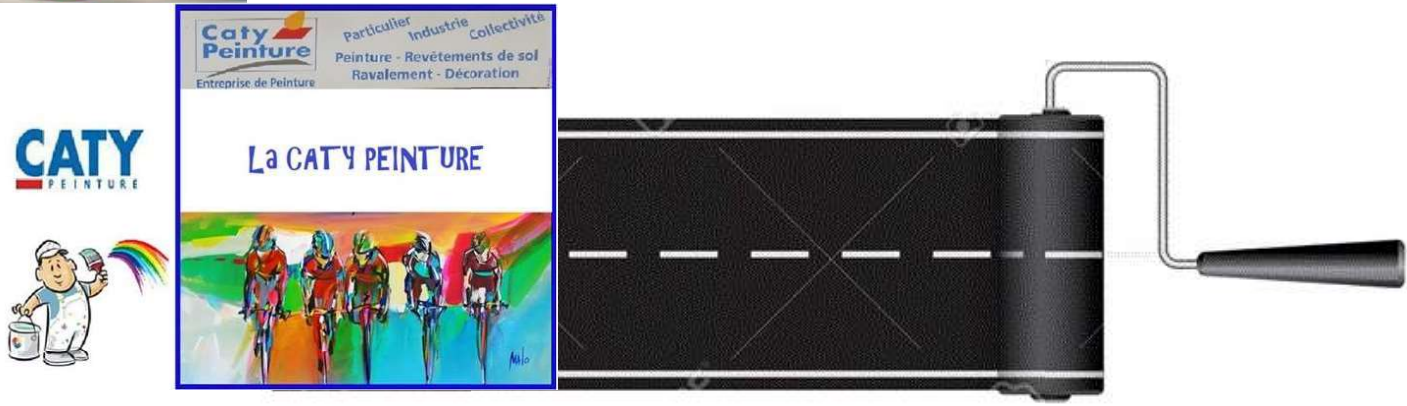 CATY
PEINTURE
Caty
Peinture
Entreprise de Peinture
Particulier Industrie Collectivité
Peinture - Revêtements de sol
Ravalement - Décoration
La CATY PEINTURE